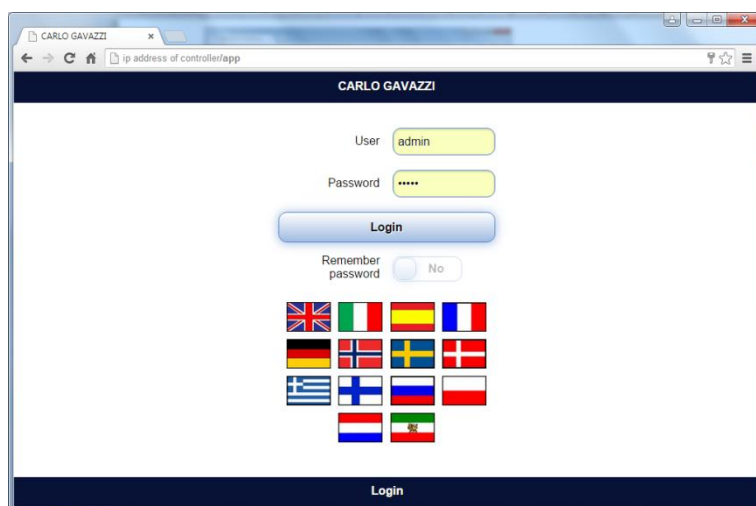 CARLO GAVAZZI
ip address of controller/app
CARLO GAVAZZI
User
admin
Password
•••••
Login
Remember
password
No
Login